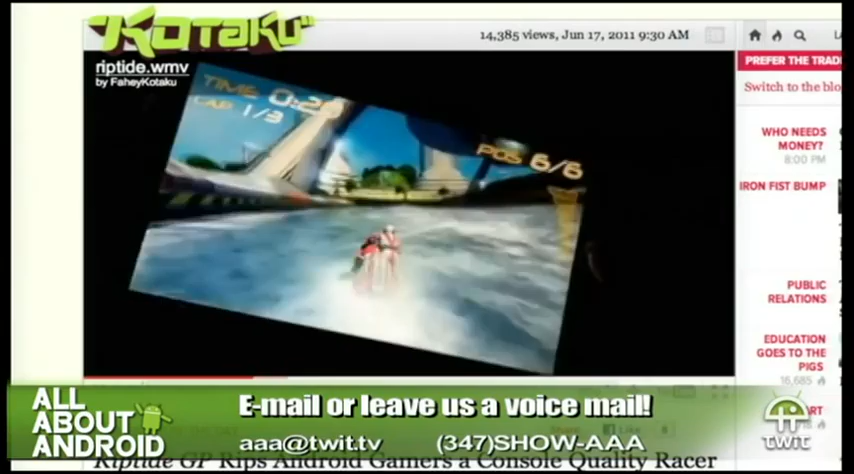 KOTAKU
14,385 views, Jun 17, 2011 9:30 AM
riptide.wmv
by FaheyKotaku
TIME 0:2
LAP 1/3
POS 6/6
PREFER THE TRAD
Switch to the blo
WHO NEEDS
MONEY?
8:00 PM
IRON FIST BUMP
PUBLIC
RELATIONS
EDUCATION
GOES TO THE
PIGS
16,685
ART
ALL
ABOUT
ANDROID
E-mail or leave us a voice mail!
aaa@twit.tv (347)SHOW-AAA
TWiT
Share
Like
Riptide GP Rips Android Gamers a Console Quality Racer